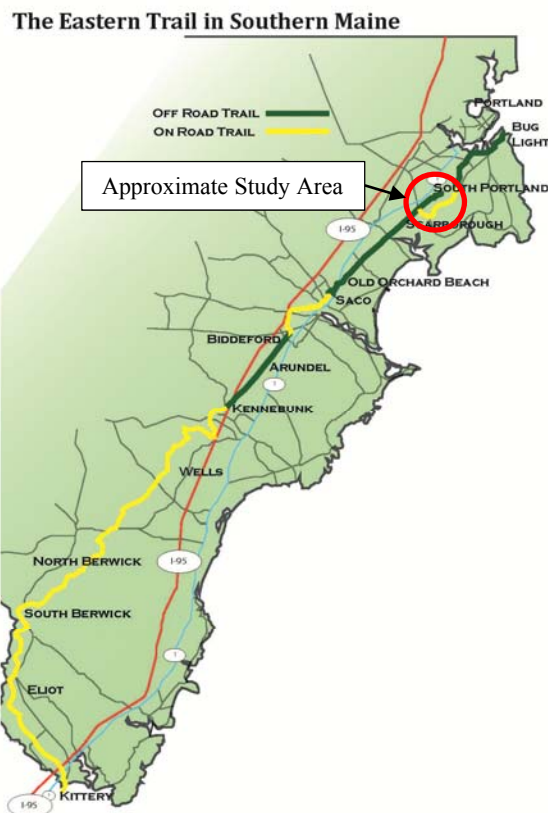 The Eastern Trail in Southern Maine
PORTLAND
OFF ROAD TRAIL
ON ROAD TRAIL
BUG
LIGHT
Approximate Study Area
1
SOUTH PORTLAND
SCARBOROUGH
I-95
OLD ORCHARD BEACH
SACO
BIDDEFORD
ARUNDEL
1
KENNEBUNK
WELLS
I-95
NORTH BERWICK
SOUTH BERWICK
1
ELIOT
KITTERY
1
I-95